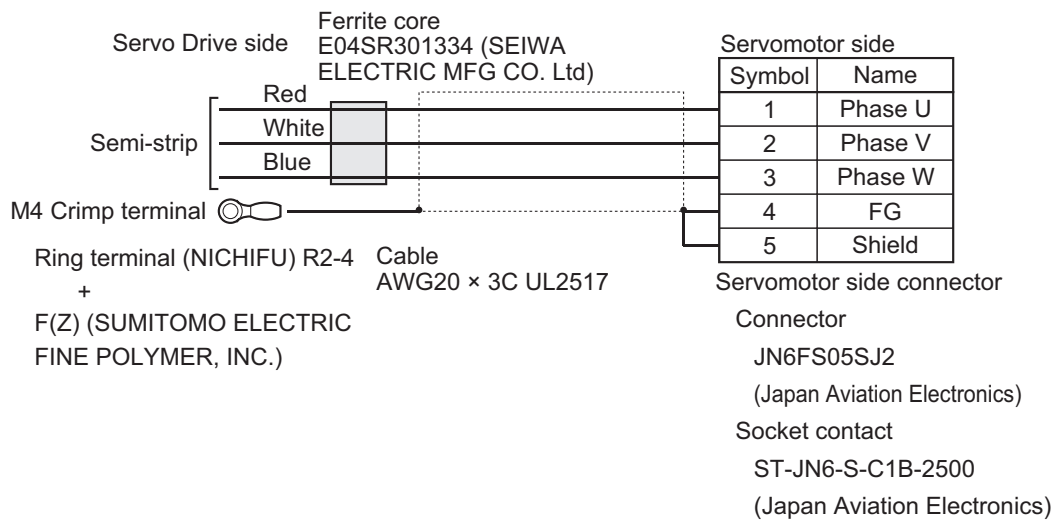 Servo Drive side
Ferrite core
E04SR301334 (SEIWA
ELECTRIC MFG CO. Ltd)
Semi-strip
Red
White
Blue
M4 Crimp terminal
Ring terminal (NICHIFU) R2-4
+
F(Z) (SUMITOMO ELECTRIC
FINE POLYMER, INC.)
Cable
AWG20 × 3C UL2517
Servomotor side
Symbol Name
1 Phase U
2 Phase V
3 Phase W
4 FG
5 Shield
Servomotor side connector
Connector
JN6FS05SJ2
(Japan Aviation Electronics)
Socket contact
ST-JN6-S-C1B-2500
(Japan Aviation Electronics)